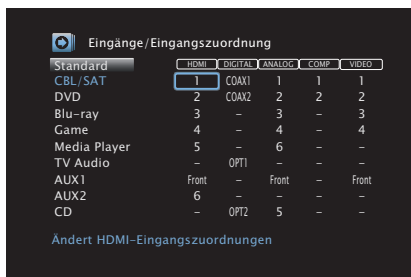 Eingänge/Eingangszuordnung
Standard HDMI DIGITAL ANALOG COMP VIDEO
CBL/SAT 1 COAX1 1 1 1
DVD 2 COAX2 2 2 2
Blu-ray 3 – 3 – 3
Game 4 – 4 – 4
Media Player 5 – 6 – –
TV Audio – OPT1 – – –
AUX1 Front – Front – Front
AUX2 6 – – – –
CD – OPT2 5 – –
Ändert HDMI-Eingangszuordnungen